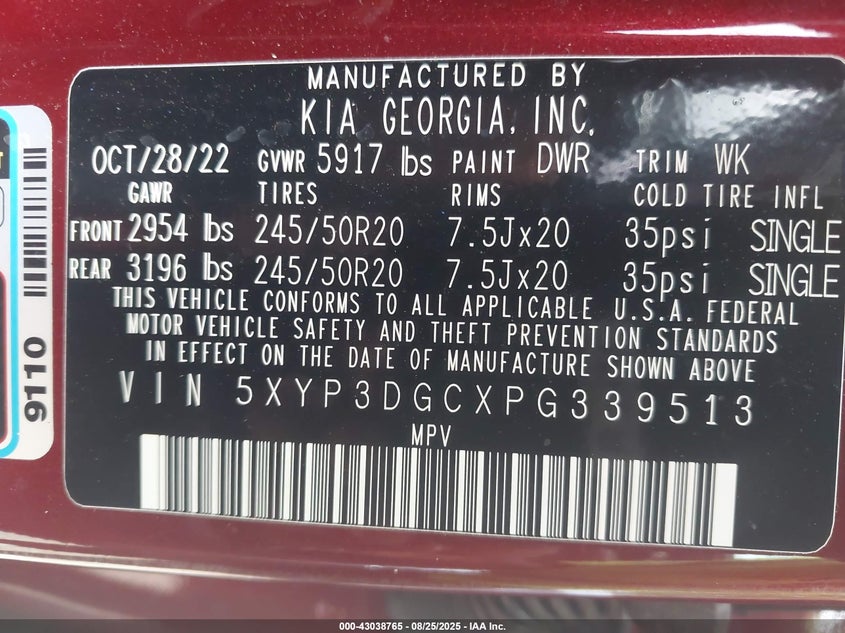 MANUFACTURED BY
KIA GEORGIA, INC.
OCT/28/22 GVWR 5917 lbs PAINT DWR TRIM WK
GAWR TIRES RIMS COLD TIRE INFL
FRONT 2954 lbs 245/50R20 7.5Jx20 35psi SINGLE
REAR 3196 lbs 245/50R20 7.5Jx20 35psi SINGLE
THIS VEHICLE CONFORMS TO ALL APPLICABLE U.S.A. FEDERAL
MOTOR VEHICLE SAFETY AND THEFT PREVENTION STANDARDS
IN EFFECT ON THE DATE OF MANUFACTURE SHOWN ABOVE
VIN 5XYP3DGCXPG339513
MPV
9110
000-43038765 - 08/25/2025 - IAA Inc.